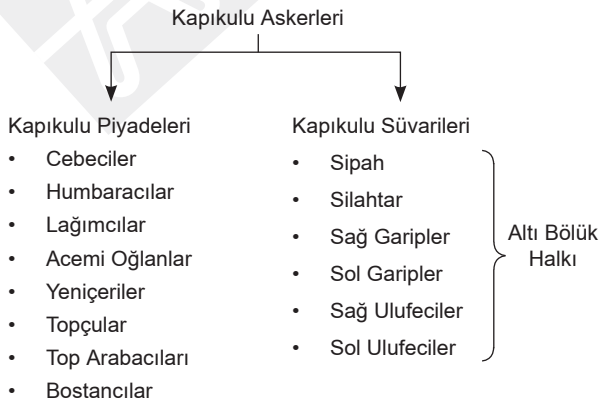 Kapıkulu Askerleri
Kapıkulu Piyadeleri
• Cebeciler
• Humbaracılar
• Lağımcılar
• Acemi Oğlanlar
• Yeniçeriler
• Topçular
• Top Arabacıları
• Bostancılar
Kapıkulu Süvarileri
• Sipah
• Silahtar
• Sağ Garipler
• Sol Garipler
• Sağ Ulufeciler
• Sol Ulufeciler
Altı Bölük
Halkı